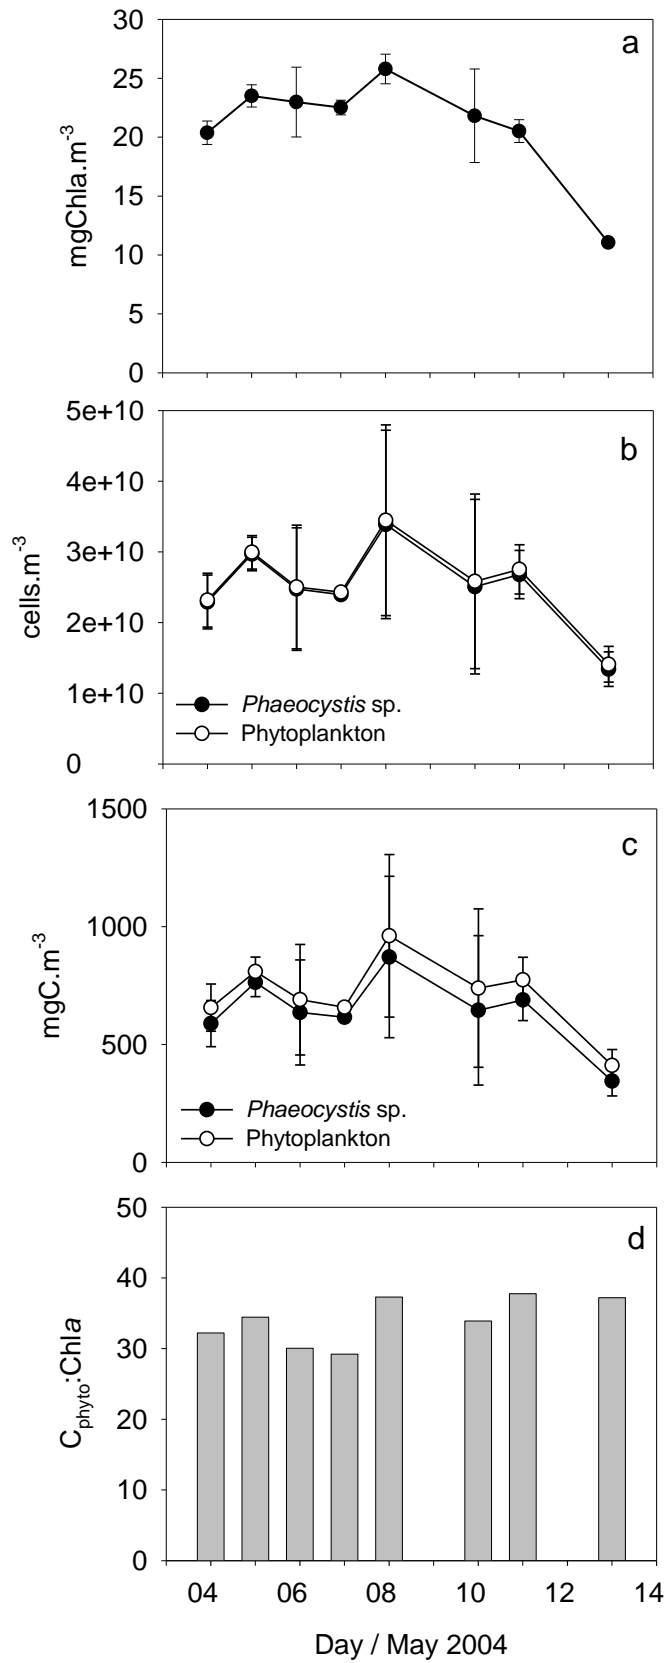 a
30
25
20
15
10
5
0
mgChla.m-3
b
5e+10
4e+10
3e+10
2e+10
1e+10
0
cells.m-3
Phaeocystis sp.
Phytoplankton
c
1500
1000
500
0
mgC.m-3
Phaeocystis sp.
Phytoplankton
d
50
40
30
20
10
0
Cphyto:Chla
04 06 08 10 12 14
Day / May 2004